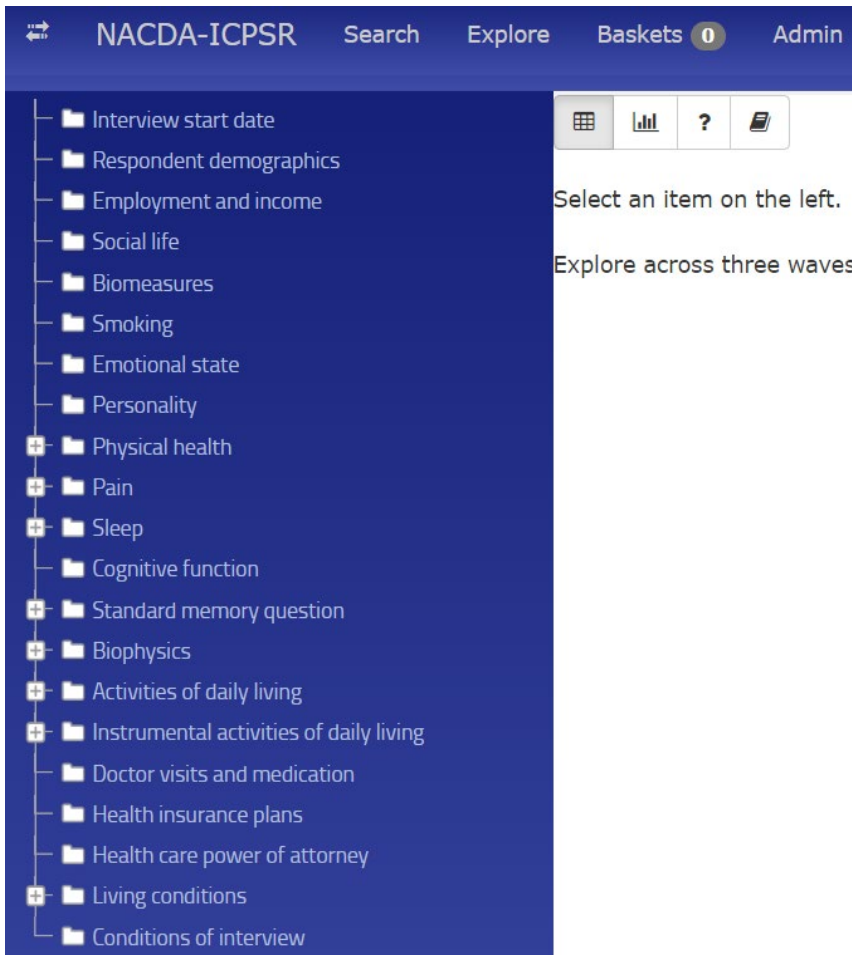 NACDA-ICPSR Search Explore Baskets 0 Admin
Interview start date
Respondent demographics
Employment and income
Social life
Biomeasures
Smoking
Emotional state
Personality
Physical health
Pain
Sleep
Cognitive function
Standard memory question
Biophysics
Activities of daily living
Instrumental activities of daily living
Doctor visits and medication
Health insurance plans
Health care power of attorney
Living conditions
Conditions of interview
?
Select an item on the left.
Explore across three waves